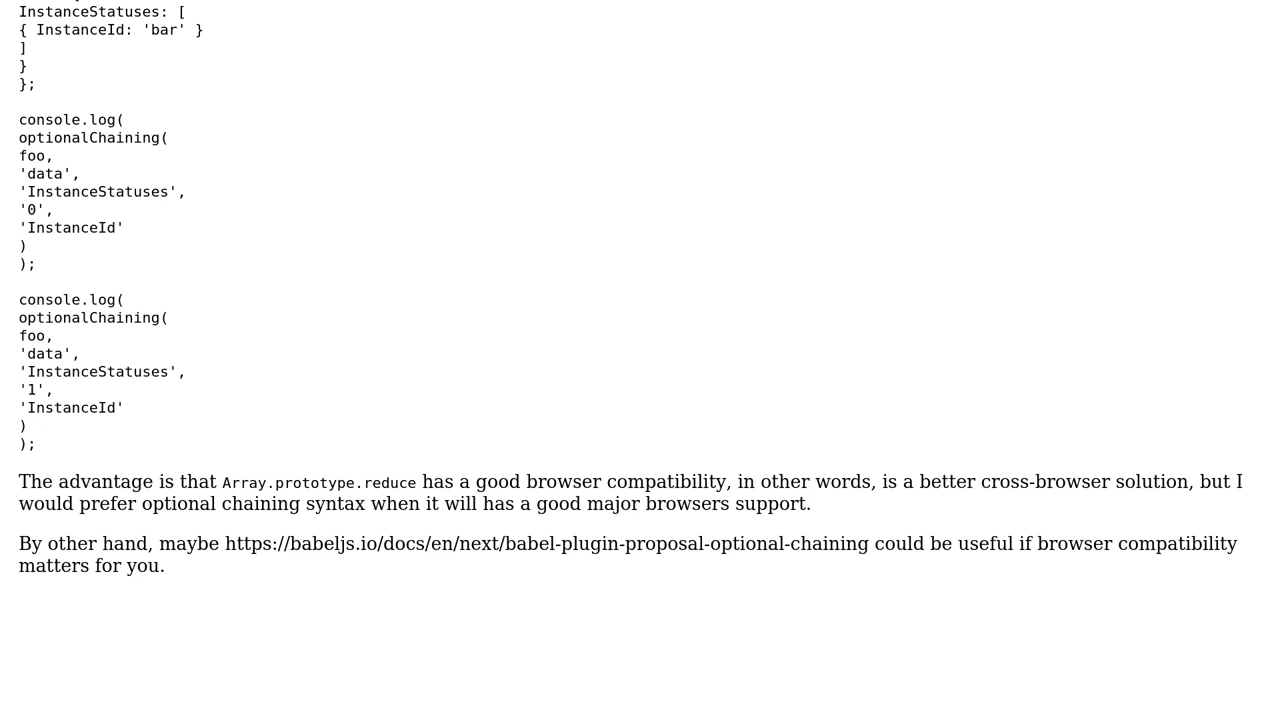 InstanceStatuses: [
{ InstanceId: 'bar' }
]
}
};
console.log(
optionalChaining(
foo,
'data',
'InstanceStatuses',
'0',
'InstanceId'
)
);
console.log(
optionalChaining(
foo,
'data',
'InstanceStatuses',
'1',
'InstanceId'
)
);
The advantage is that Array.prototype.reduce has a good browser compatibility, in other words, is a better cross-browser solution, but I
would prefer optional chaining syntax when it will has a good major browsers support.
By other hand, maybe https://babeljs.io/docs/en/next/babel-plugin-proposal-optional-chaining could be useful if browser compatibility
matters for you.